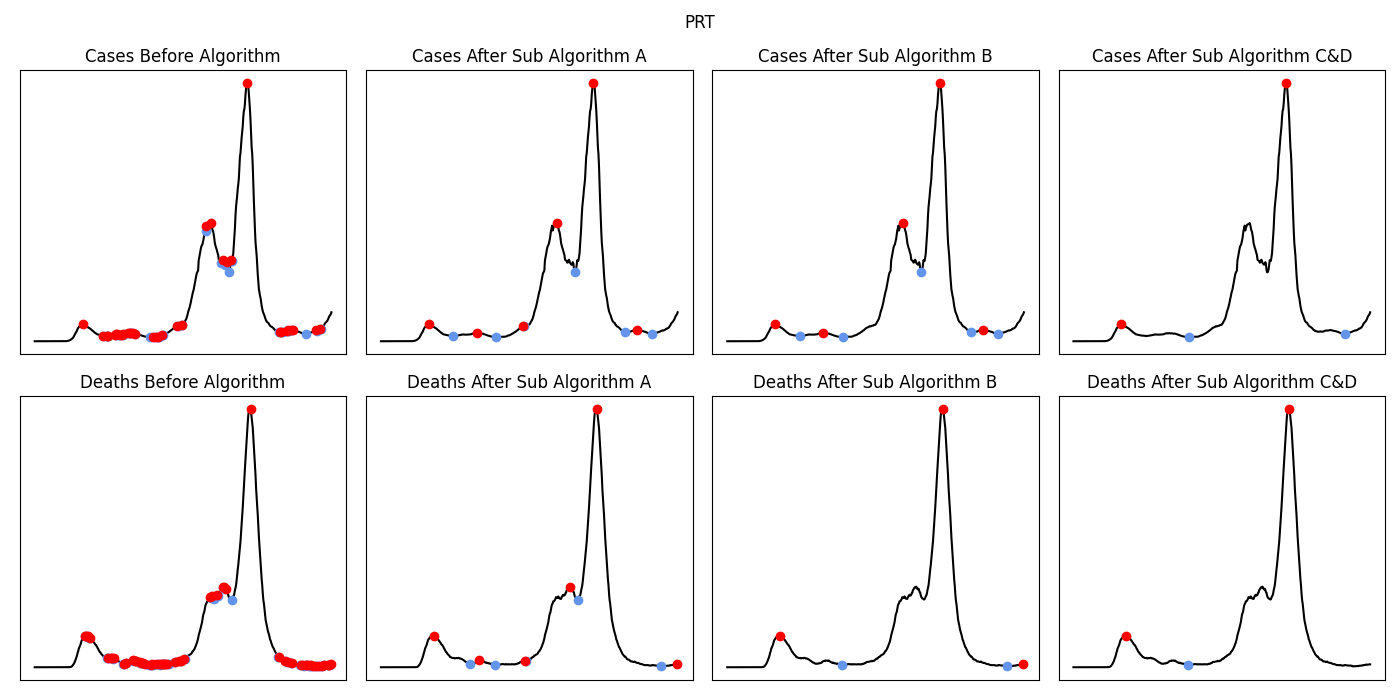 PRT
Cases Before Algorithm
Cases After Sub Algorithm A
Cases After Sub Algorithm B
Cases After Sub Algorithm C&D
Deaths Before Algorithm
Deaths After Sub Algorithm A
Deaths After Sub Algorithm B
Deaths After Sub Algorithm C&D